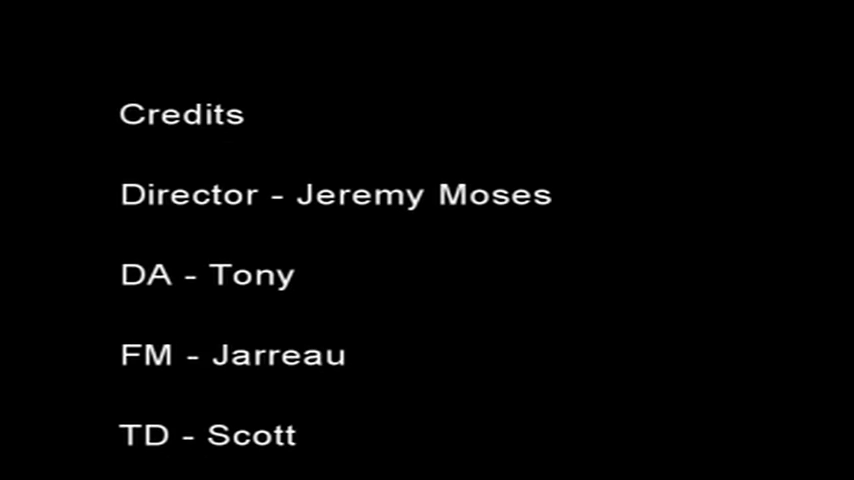 Credits
Director - Jeremy Moses
DA - Tony
FM - Jarreau
TD - Scott